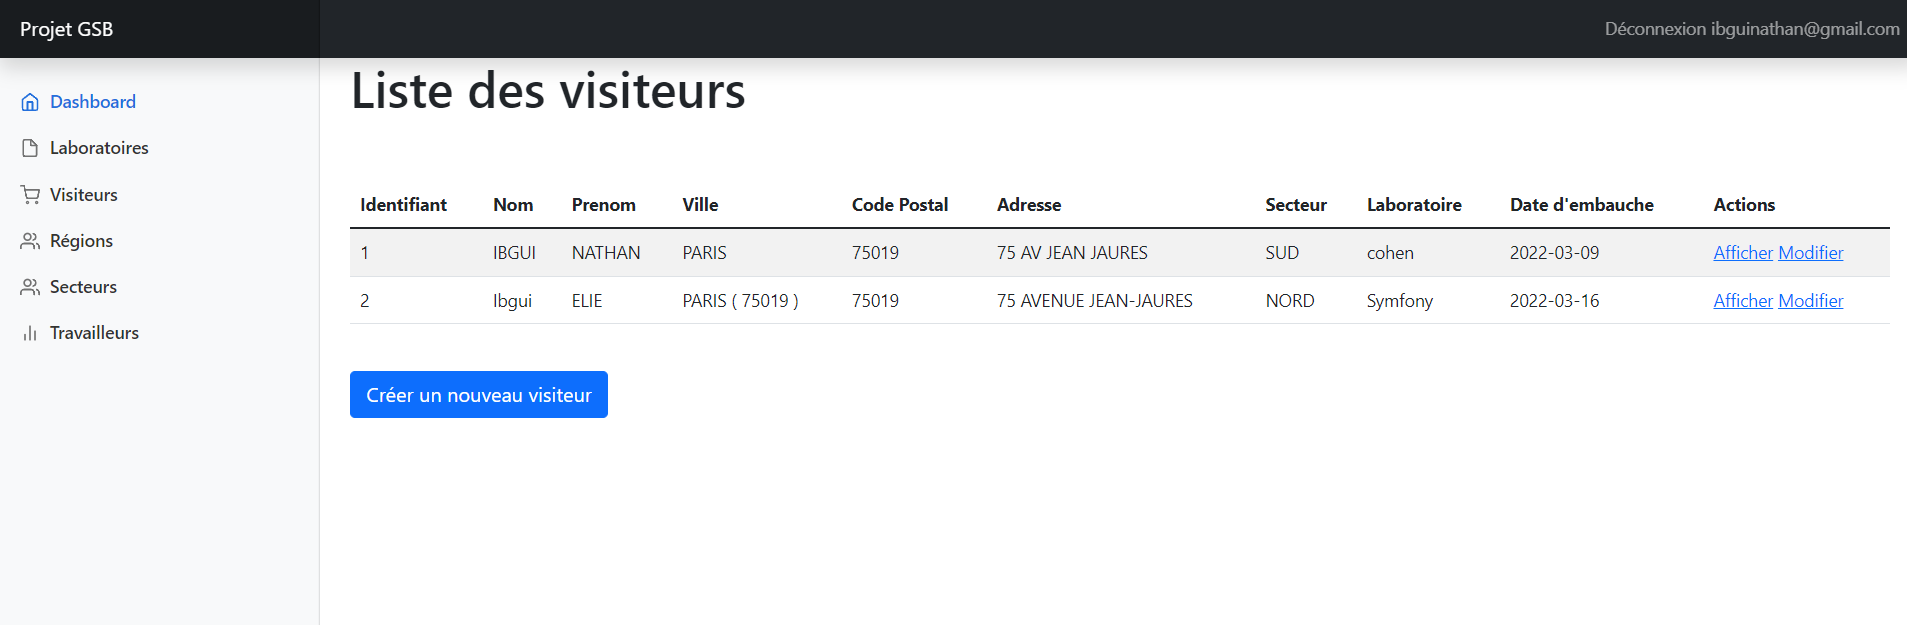 Projet GSB
Déconnexion ibguinathan@gmail.com
Dashboard
Laboratoires
Visiteurs
Régions
Secteurs
Travailleurs
Liste des visiteurs
Identifiant Nom Prenom Ville Code Postal Adresse Secteur Laboratoire Date d'embauche Actions
1 IBGUI NATHAN PARIS 75019 75 AV JEAN JAURES SUD cohen 2022-03-09 Afficher Modifier
2 Ibgui ELIE PARIS ( 75019 ) 75019 75 AVENUE JEAN-JAURES NORD Symfony 2022-03-16 Afficher Modifier
Créer un nouveau visiteur